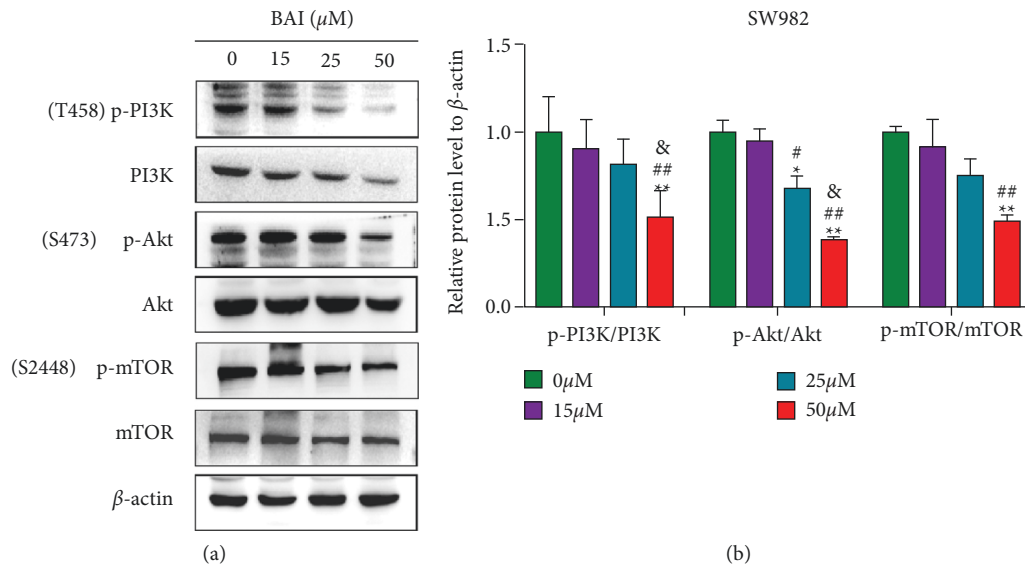 BAI (μM)
0 15 25 50
(T458) p-PI3K
PI3K
(S473) p-Akt
Akt
(S2448) p-mTOR
mTOR
β-actin
(a)
SW982
Relative protein level to β-actin
1.5
1.0
1.5
0.0
&
##
**
#
*
&
##
**
##
**
p-PI3K/PI3K p-Akt/Akt p-mTOR/mTOR
0μM 25μM
15μM 50μM
(b)